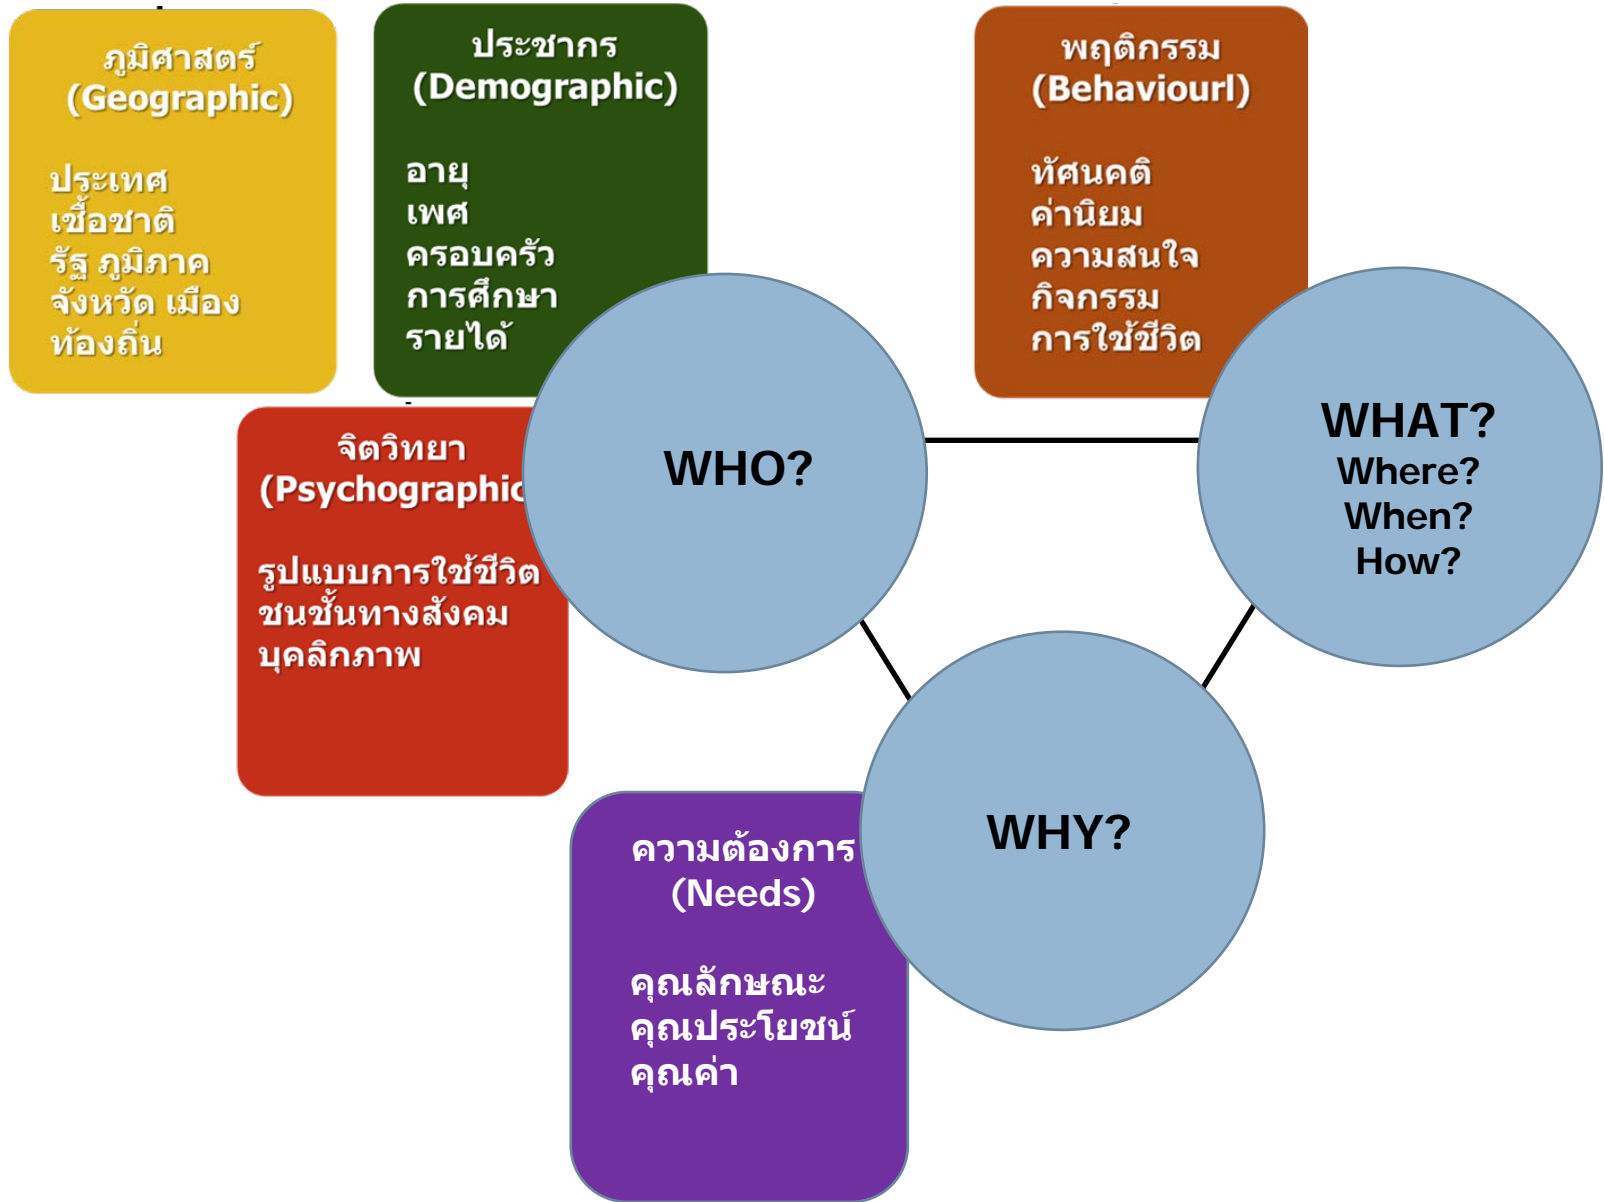 ภูมิศาสตร์
(Geographic)
ประเทศ
เชื้อชาติ
รัฐ ภูมิภาค
จังหวัด เมือง
ท้องถิ่น
ประชากร
(Demographic)
อายุ
เพศ
ครอบครัว
การศึกษา
รายได้
พฤติกรรม
(Behaviourl)
ทัศนคติ
ค่านิยม
ความสนใจ
กิจกรรม
การใช้ชีวิต
จิตวิทยา
(Psychographic
รูปแบบการใช้ชีวิต
ชนชั้นทางสังคม
บุคลิกภาพ
WHO?
WHAT?
Where?
When?
How?
WHY?
ความต้องการ
(Needs)
คุณลักษณะ
คุณประโยชน์
คุณค่า